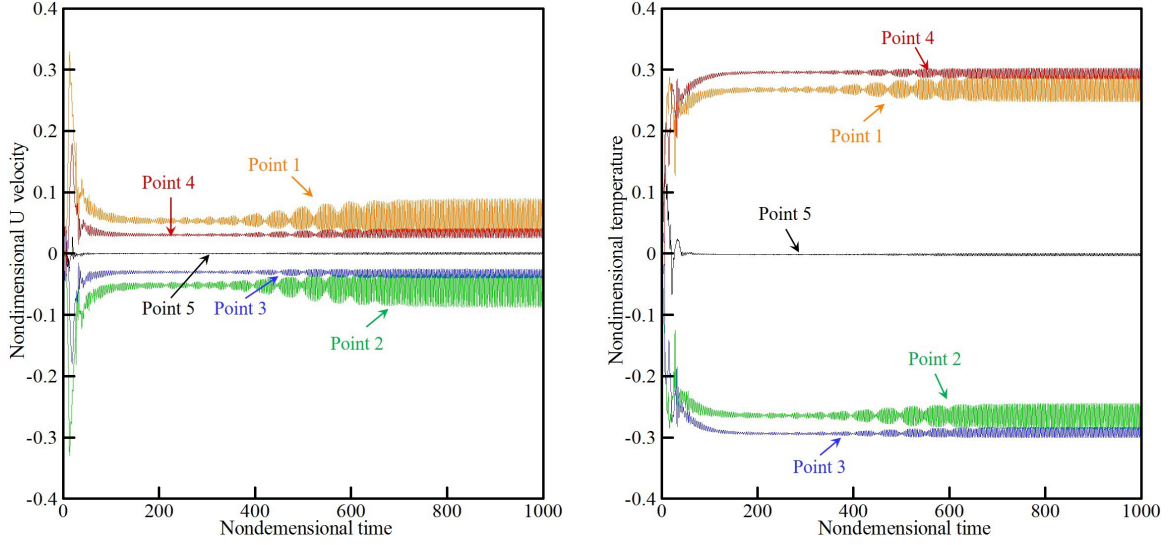 0.4
0.3
0.2
0.1
0
-0.1
-0.2
-0.3
-0.4
Nondimensional U velocity
Point 1
Point 4
Point 5
Point 3
Point 2
0 200 400 600 800 1000
Nondemensional time
0.4
0.3
0.2
0.1
0
-0.1
-0.2
-0.3
-0.4
Nondimensional temperature
Point 4
Point 1
Point 5
Point 2
Point 3
0 200 400 600 800 1000
Nondemensional time